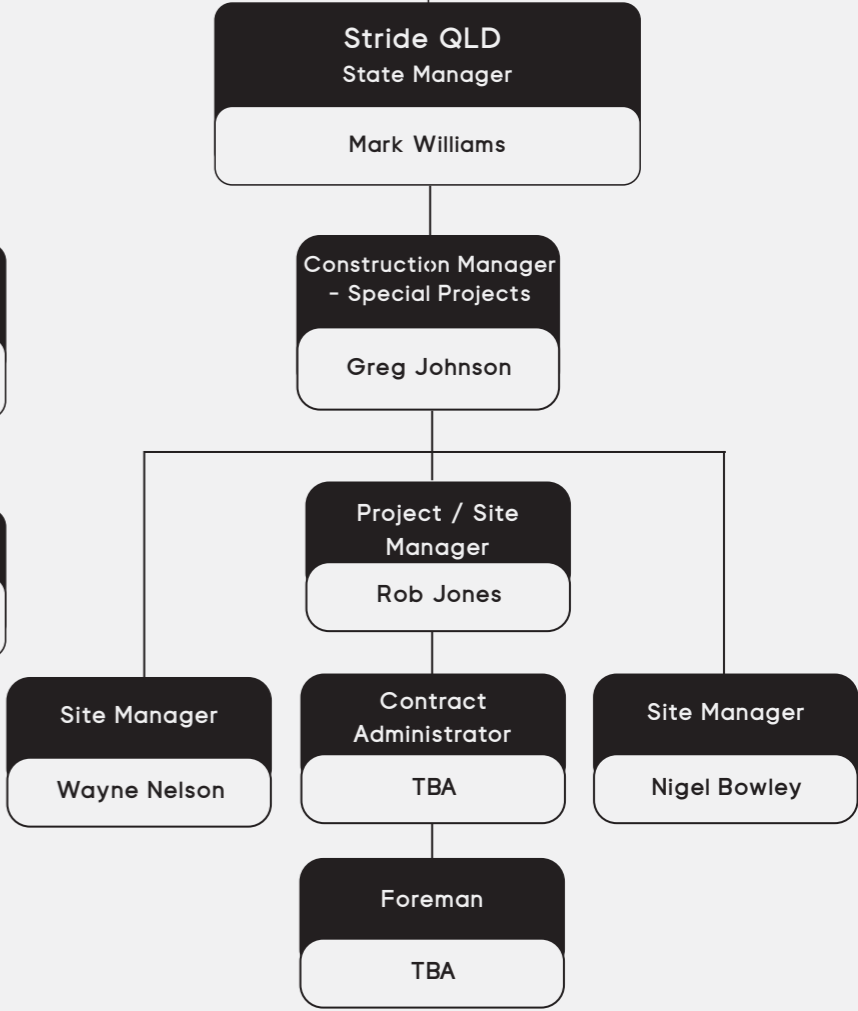 Stride QLD
State Manager
Mark Williams
Construction Manager
- Special Projects
Greg Johnson
Project / Site
Manager
Rob Jones
Site Manager
Wayne Nelson
Contract
Administrator
TBA
Site Manager
Nigel Bowley
Foreman
TBA